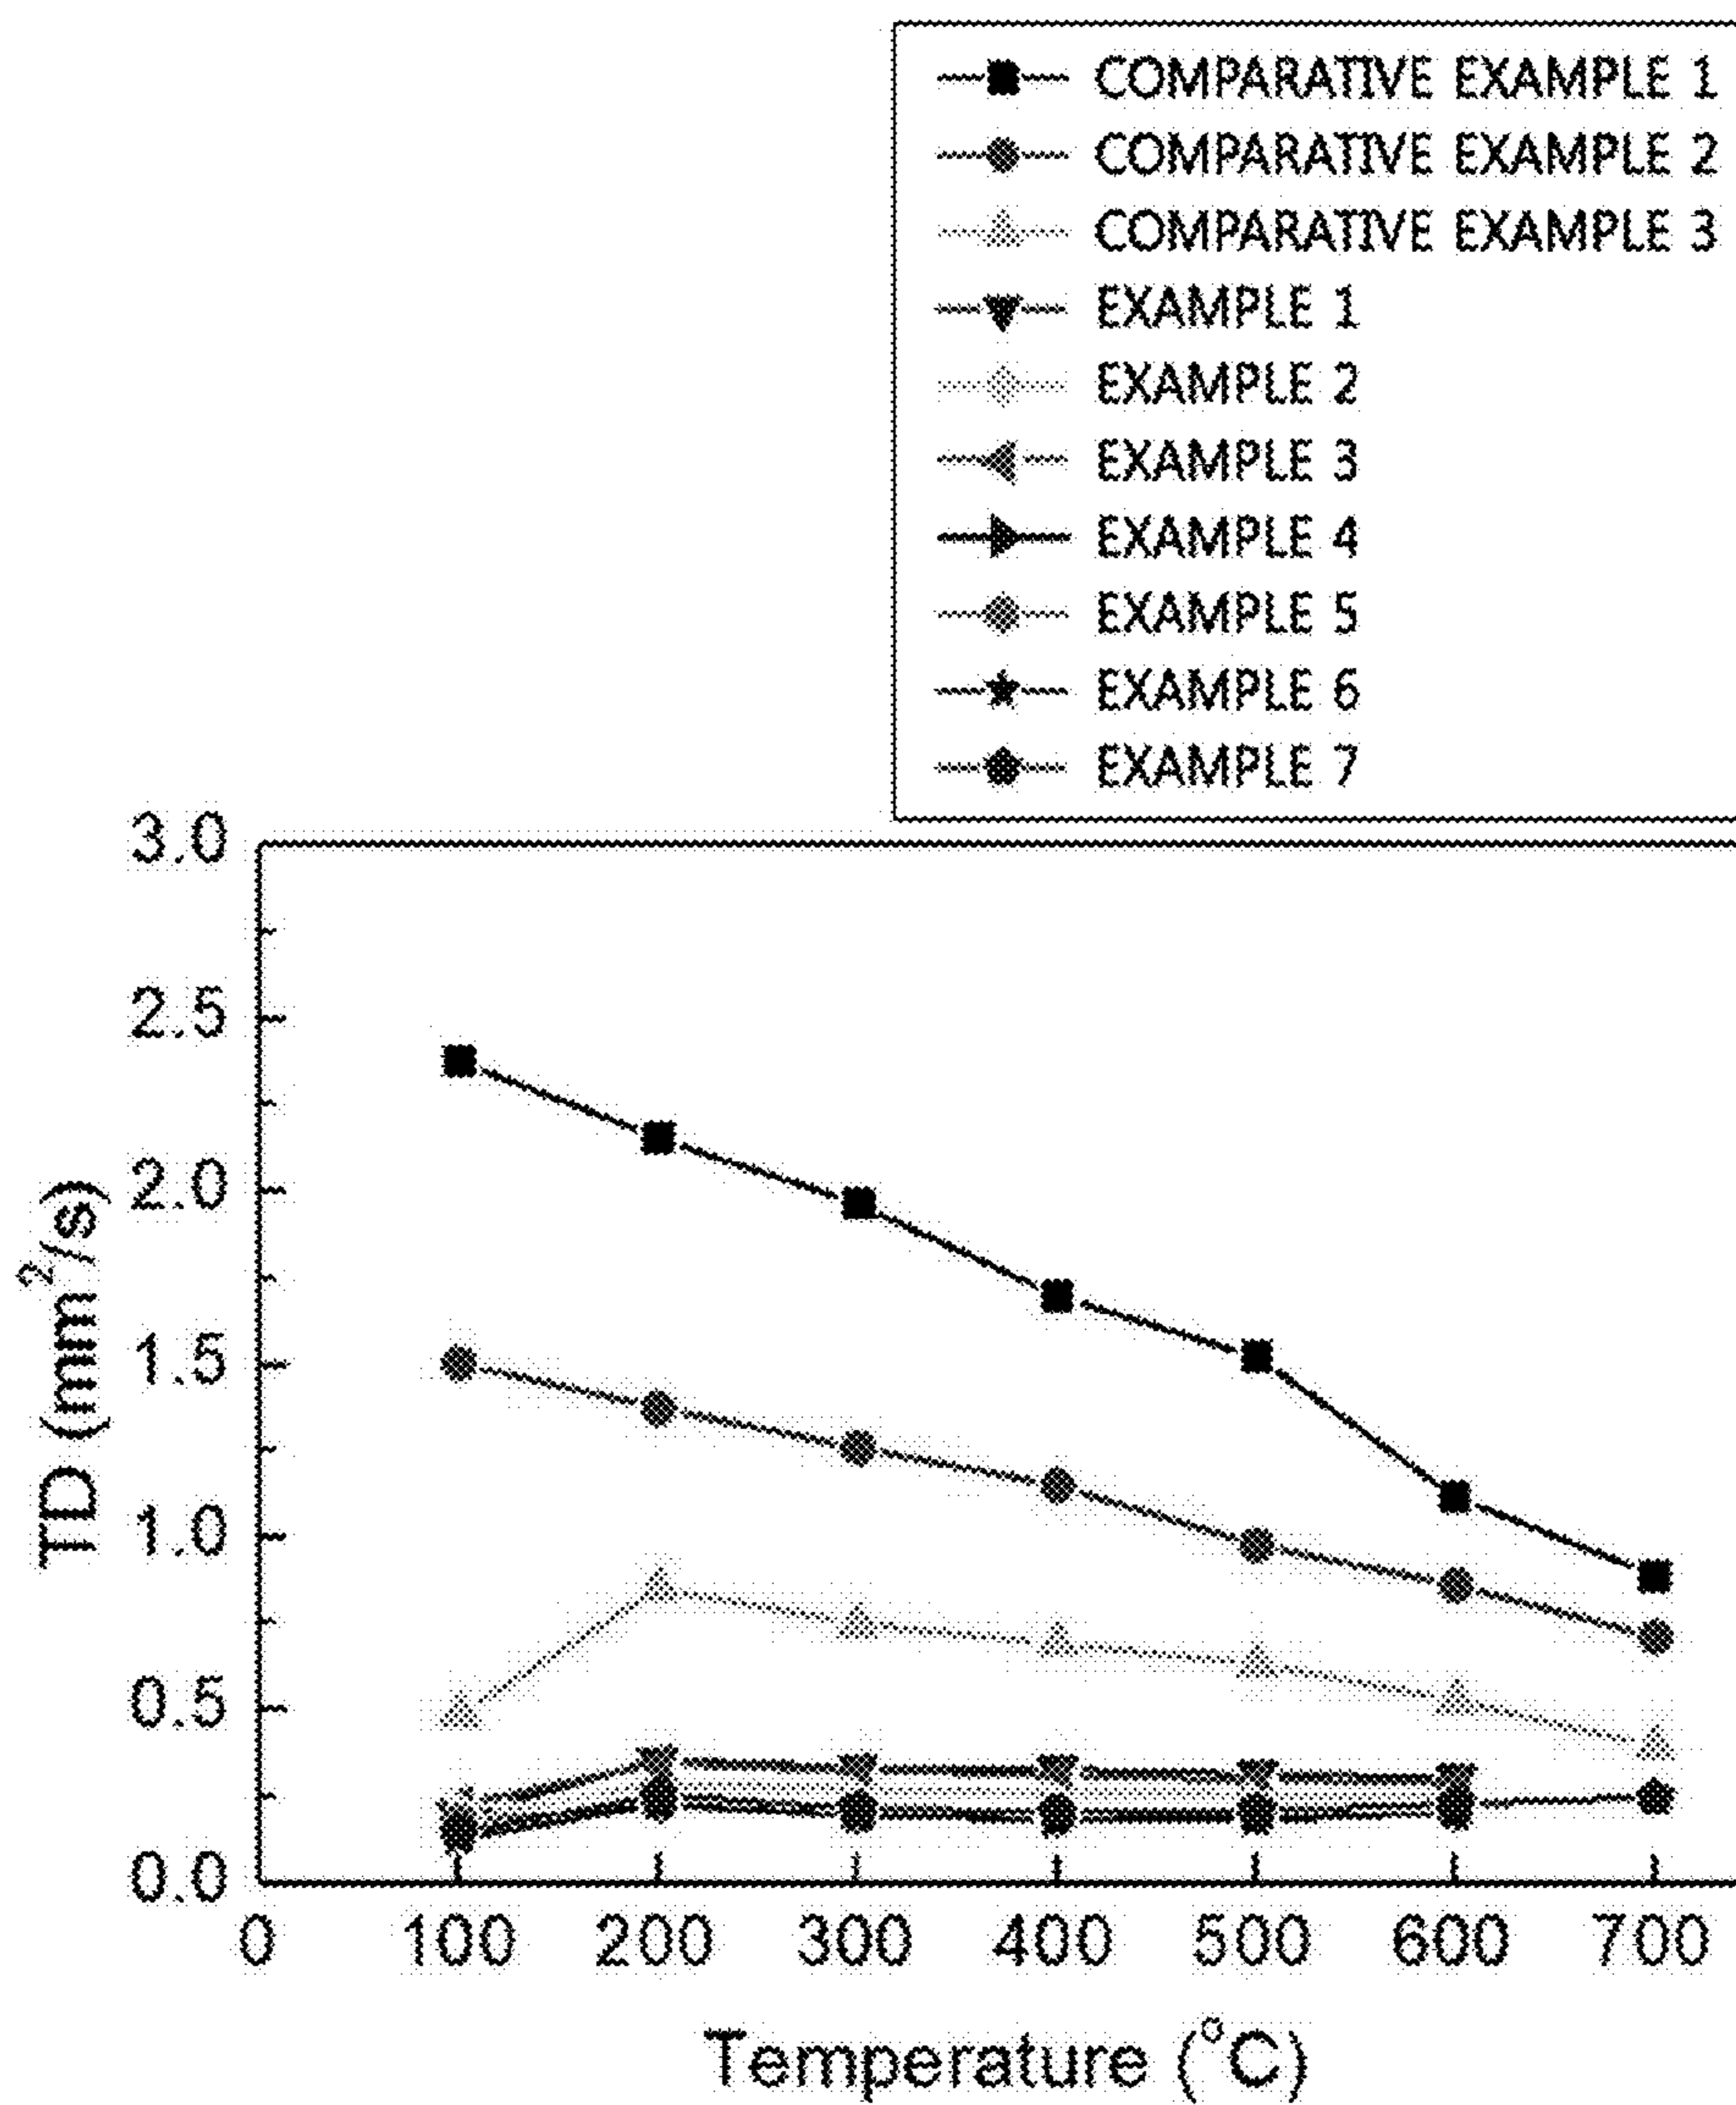 COMPARATIVE EXAMPLE 1
COMPARATIVE EXAMPLE 2
COMPARATIVE EXAMPLE 3
EXAMPLE 1
EXAMPLE 2
EXAMPLE 3
EXAMPLE 4
EXAMPLE 5
EXAMPLE 6
EXAMPLE 7
3.0
2.5
2.0
1.5
1.0
0.5
0.0
TD (mm²/s)
0 100 200 300 400 500 600 700
Temperature (°C)